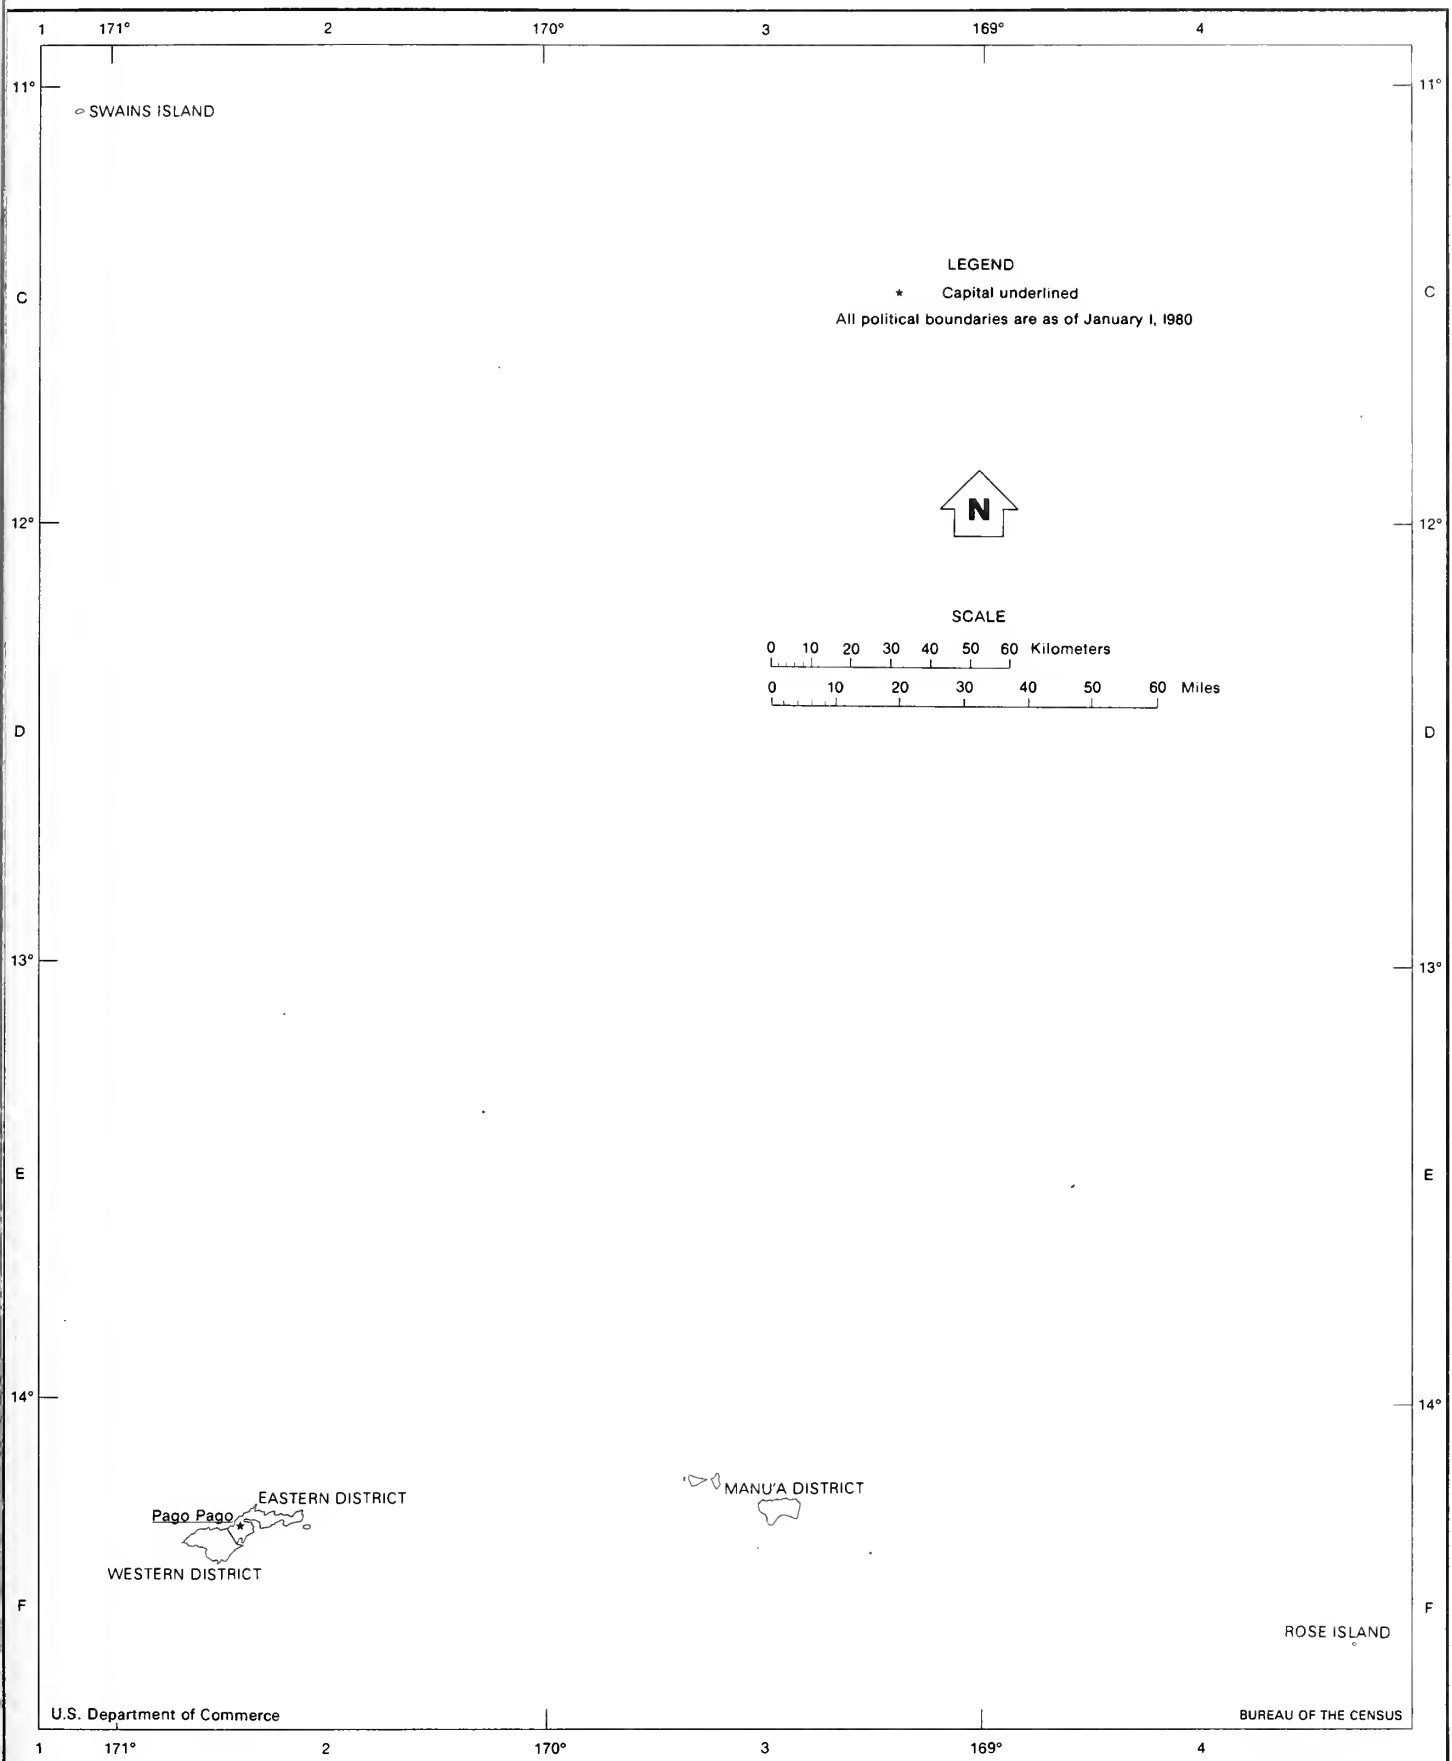 1 171° 2 170° 3 169° 4
11° 11°
SWAINS ISLAND
LEGEND
C C
★ Capital underlined
All political boundaries are as of January 1, 1980
N
12° 12°
SCALE
0 10 20 30 40 50 60 Kilometers
0 10 20 30 40 50 60 Miles
D D
13° 13°
E E
14° 14°
MANU'A DISTRICT
EASTERN DISTRICT
Pago Pago
WESTERN DISTRICT
F F
ROSE ISLAND
U.S. Department of Commerce BUREAU OF THE CENSUS
1 171° 2 170° 3 169° 4